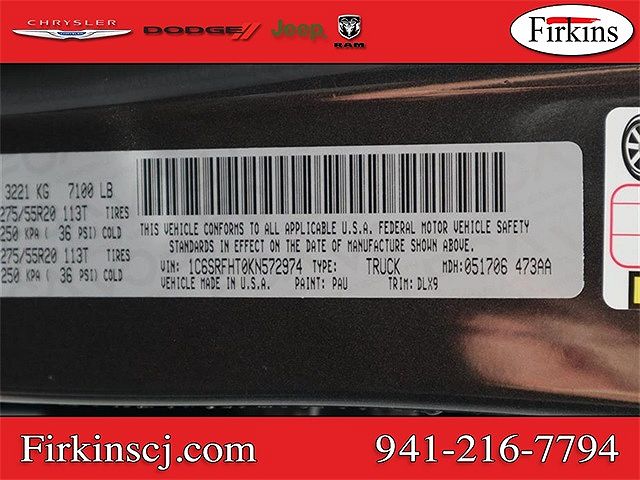 CHRYSLER DODGE Jeep RAM Firkins
3221 KG 7100 LB
275/55R20 113T TIRES
250 KPA ( 36 PSI) COLD
275/55R20 113T TIRES
250 KPA ( 36 PSI) COLD
THIS VEHICLE CONFORMS TO ALL APPLICABLE U.S.A. FEDERAL MOTOR VEHICLE SAFETY
STANDARDS IN EFFECT ON THE DATE OF MANUFACTURE SHOWN ABOVE.
VIN: 1C6SRFHT0KN572974 TYPE: TRUCK MDH: 051706 473AA
VEHICLE MADE IN U.S.A. PAINT: PAU TRIM: DLX9
Firkinscj.com 941-216-7794